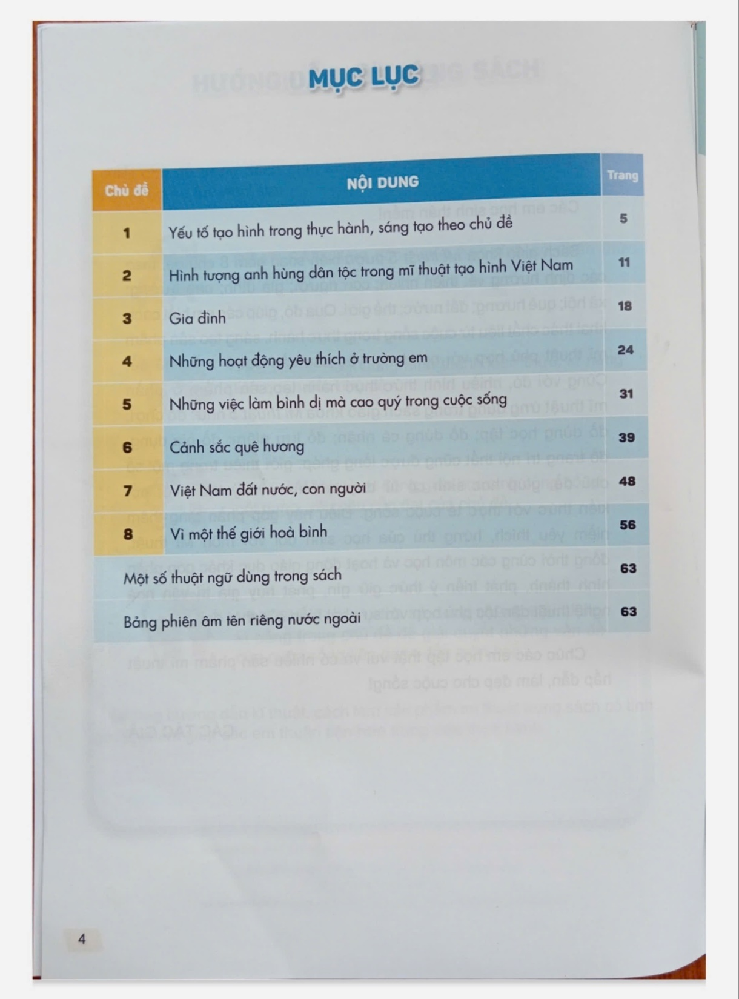 MỤC LỤC
Chủ đề NỘI DUNG Trang
1 Yếu tố tạo hình trong thực hành, sáng tạo theo chủ đề 5
2 Hình tượng anh hùng dân tộc trong mĩ thuật tạo hình Việt Nam 11
3 Gia đình 18
4 Những hoạt động yêu thích ở trường em 24
5 Những việc làm bình dị mà cao quý trong cuộc sống 31
6 Cảnh sắc quê hương 39
7 Việt Nam đất nước, con người 48
8 Vì một thế giới hoà bình 56
Một số thuật ngữ dùng trong sách 63
Bảng phiên âm tên riêng nước ngoài 63
4